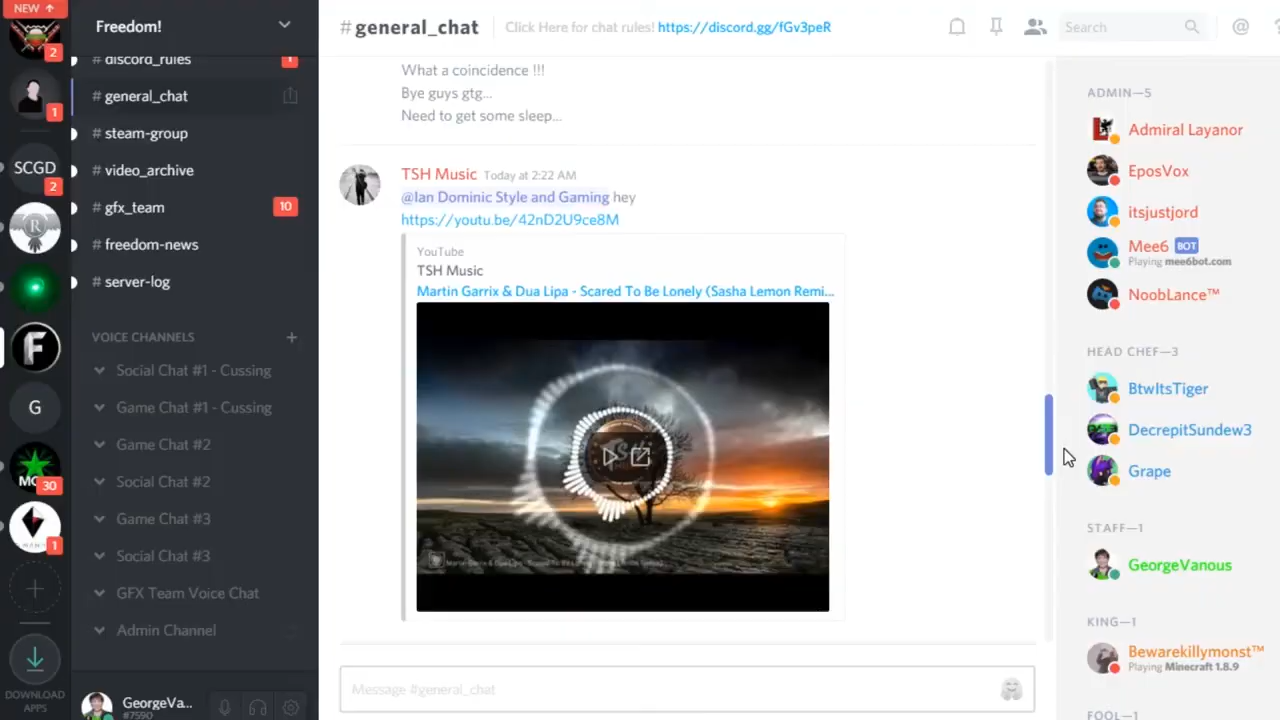 NEW ↑
2
1
SCGD
2
R
F
G
MC
30
1
DOWNLOAD
APPS
Freedom!
# discord_rules
1
# general_chat
# steam-group
# video_archive
# gfx_team
10
# freedom-news
# server-log
VOICE CHANNELS
Social Chat #1 - Cussing
Game Chat #1 - Cussing
Game Chat #2
Social Chat #2
Game Chat #3
Social Chat #3
GFX Team Voice Chat
Admin Channel
GeorgeVa...
#7590
# general_chat
Click Here for chat rules! https://discord.gg/fGv3peR
Search
@
What a coincidence !!!
Bye guys gtg...
Need to get some sleep...
TSH Music Today at 2:22 AM
@Ian Dominic Style and Gaming hey
https://youtu.be/42nD2U9ce8M
YouTube
TSH Music
Martin Garrix & Dua Lipa - Scared To Be Lonely (Sasha Lemon Remi...
Message #general_chat
ADMIN—5
Admiral Layanor
EposVox
itsjustjord
Mee6 BOT
Playing mee6bot.com
NoobLance™
HEAD CHEF—3
BtwItsTiger
DecrepitSundew3
Grape
STAFF—1
GeorgeVanous
KING—1
Bewarekillymonst™
Playing Minecraft 1.8.9
FOOL—1